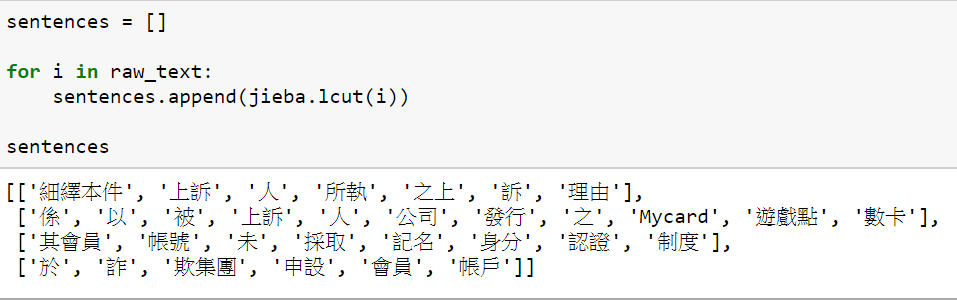 sentences = []
for i in raw_text:
    sentences.append(jieba.lcut(i))
sentences
[['細繹本件', '上訴', '人', '所執', '之上', '訴', '理由'],
 ['係', '以', '被', '上訴', '人', '公司', '發行', '之', 'Mycard', '遊戲點', '數卡'],
 ['其會員', '帳號', '未', '採取', '記名', '身分', '認證', '制度'],
 ['於', '詐', '欺集團', '申設', '會員', '帳戶']]